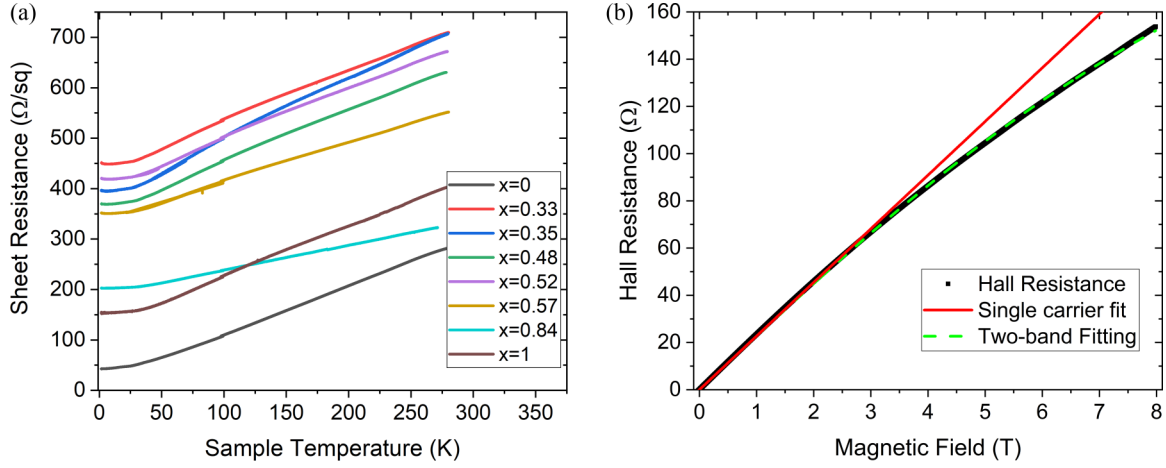 (a)
700
600
500
400
300
200
100
0
Sheet Resistance (Ω/sq)
0 50 100 150 200 250 300 350
Sample Temperature (K)
x=0
x=0.33
x=0.35
x=0.48
x=0.52
x=0.57
x=0.84
x=1
(b)
160
140
120
100
80
60
40
20
0
Hall Resistance (Ω)
0 1 2 3 4 5 6 7 8
Magnetic Field (T)
Hall Resistance
Single carrier fit
Two-band Fitting